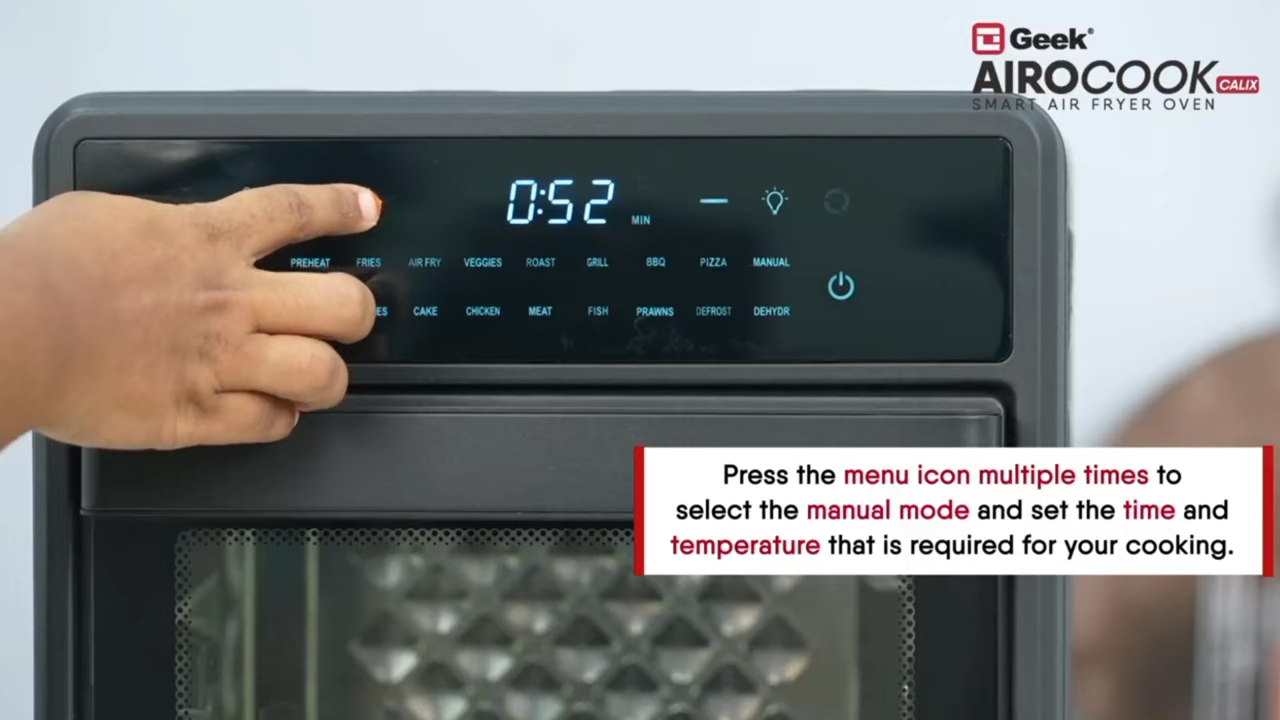 Geek®
AIROCOOK CALIX
SMART AIR FRYER OVEN
0:52 MIN
PREHEAT FRIES AIR FRY VEGGIES ROAST GRILL BBQ PIZZA MANUAL
CAKE CHICKEN MEAT FISH PRAWNS DEFROST DEHYDR
Press the menu icon multiple times to
select the manual mode and set the time and
temperature that is required for your cooking.